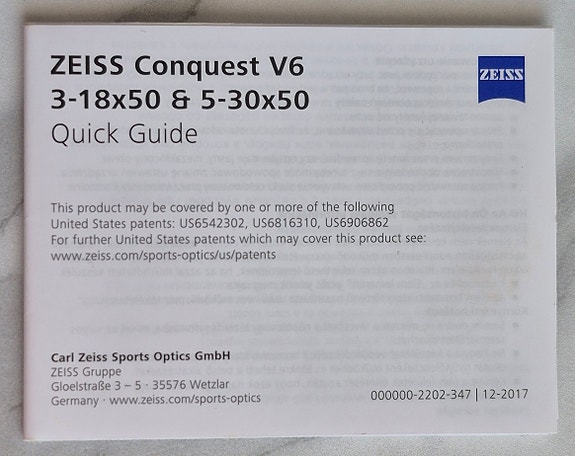 ZEISS Conquest V6
3-18x50 & 5-30x50
Quick Guide
ZEISS
This product may be covered by one or more of the following
United States patents: US6542302, US6816310, US6906862
For further United States patents which may cover this product see:
www.zeiss.com/sports-optics/us/patents
Carl Zeiss Sports Optics GmbH
ZEISS Gruppe
Gloelstraße 3 – 5 · 35576 Wetzlar
Germany · www.zeiss.com/sports-optics
000000-2202-347 | 12-2017